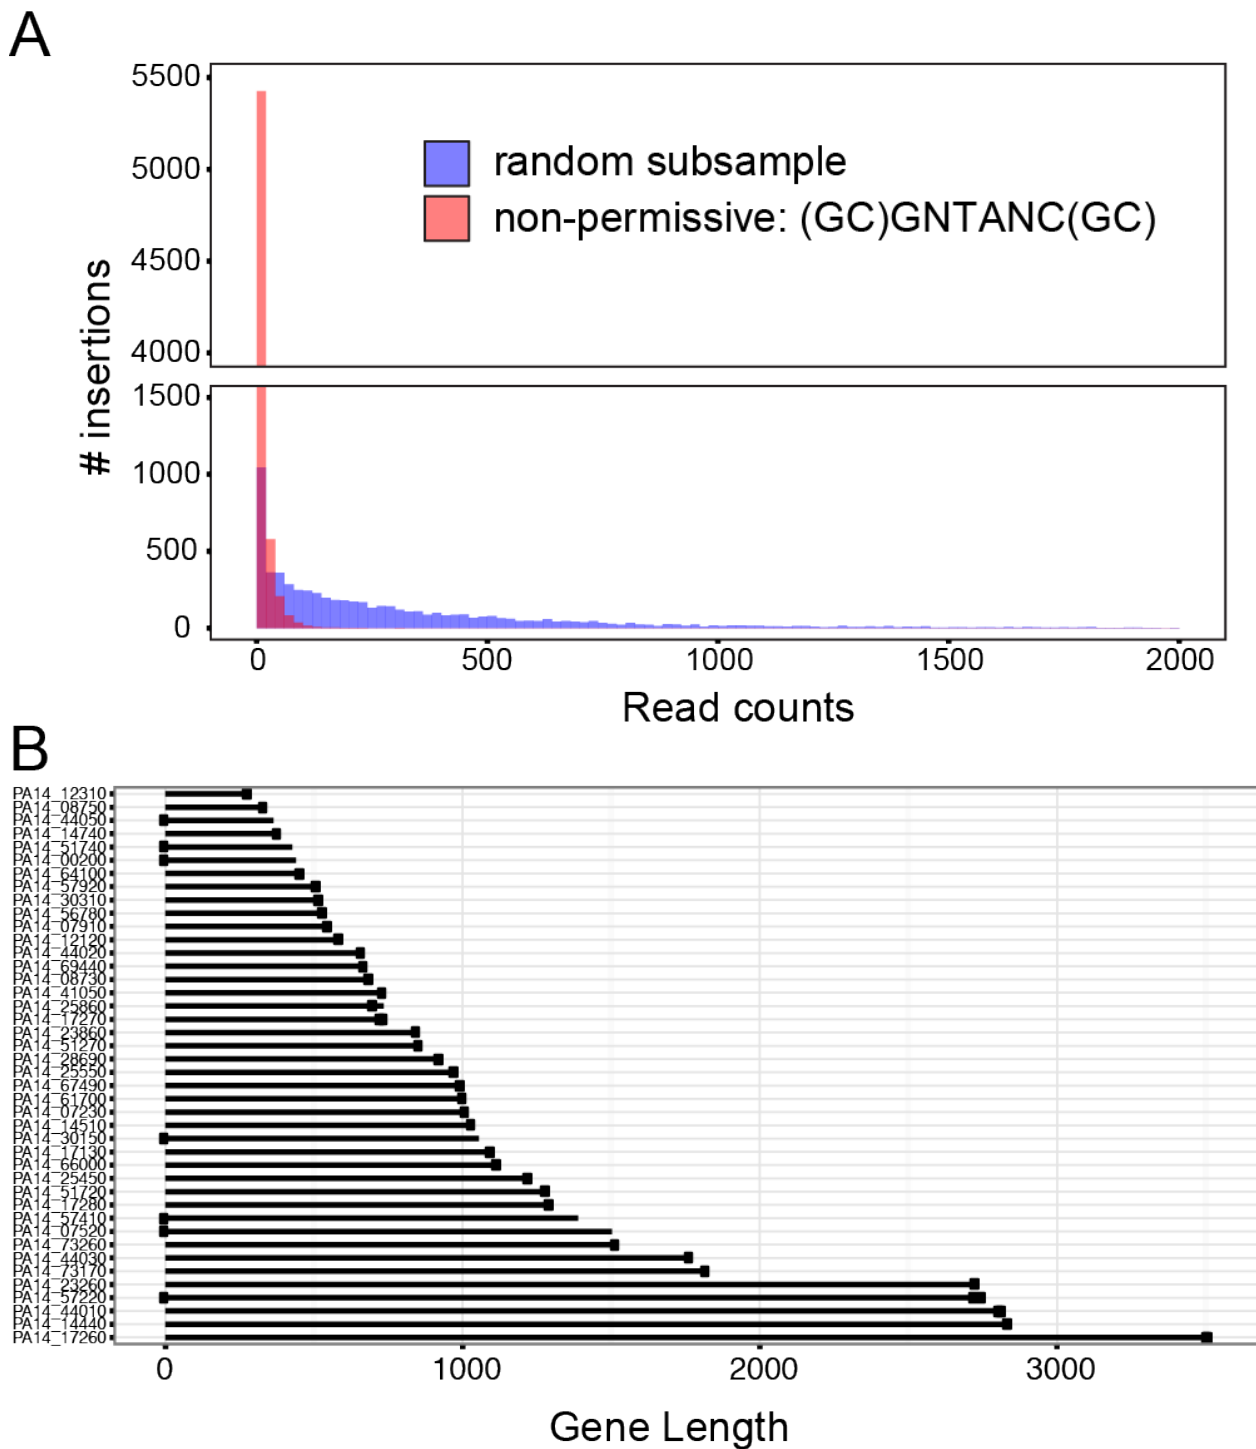 A
5500
5000
4500
4000
random subsample
non-permissive: (GC)GNTANC(GC)
# insertions
1500
1000
500
0
0 500 1000 1500 2000
Read counts
B
PA14_12310
PA14_08750
PA14_44050
PA14_14740
PA14_51740
PA14_00200
PA14_64100
PA14_57920
PA14_30310
PA14_56780
PA14_07910
PA14_12120
PA14_44020
PA14_69440
PA14_08730
PA14_41050
PA14_25860
PA14_17270
PA14_23860
PA14_51270
PA14_28690
PA14_25550
PA14_67490
PA14_61700
PA14_07230
PA14_14510
PA14_30150
PA14_17130
PA14_66000
PA14_25450
PA14_51720
PA14_17280
PA14_57410
PA14_07520
PA14_73260
PA14_44030
PA14_73170
PA14_23260
PA14_57220
PA14_44010
PA14_14440
PA14_17260
0 1000 2000 3000
Gene Length